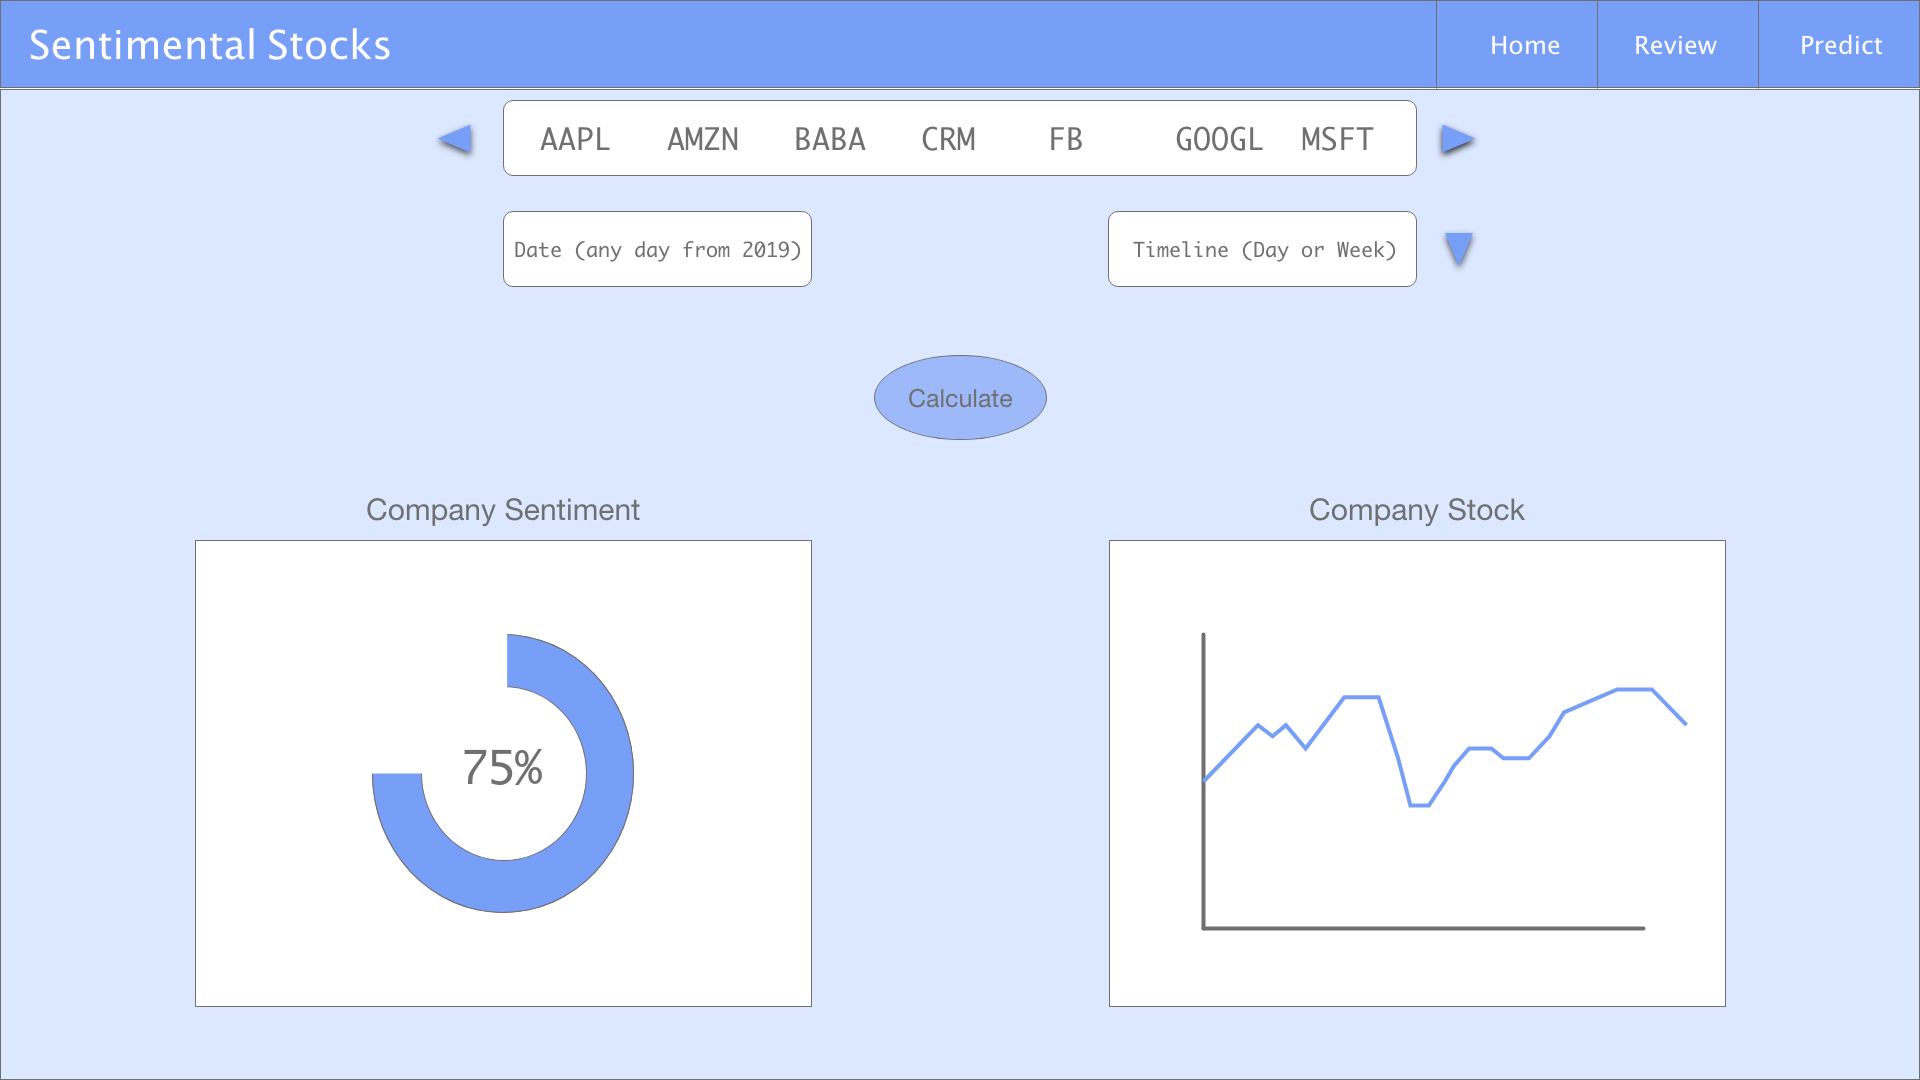 Sentimental Stocks Home Review Predict
AAPL AMZN BABA CRM FB GOOGL MSFT
Date (any day from 2019) Timeline (Day or Week)
Calculate
Company Sentiment Company Stock
75%